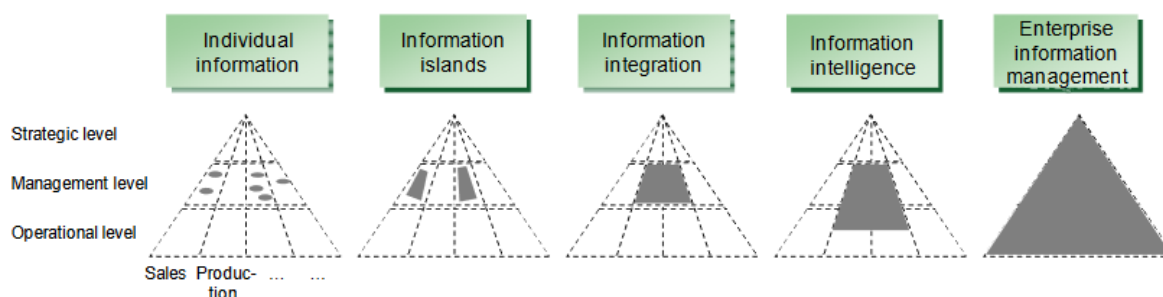 Individual
information
Information
islands
Information
integration
Information
intelligence
Enterprise
information
management
Strategic level
Management level
Operational level
Sales
Produc-
tion
...
...